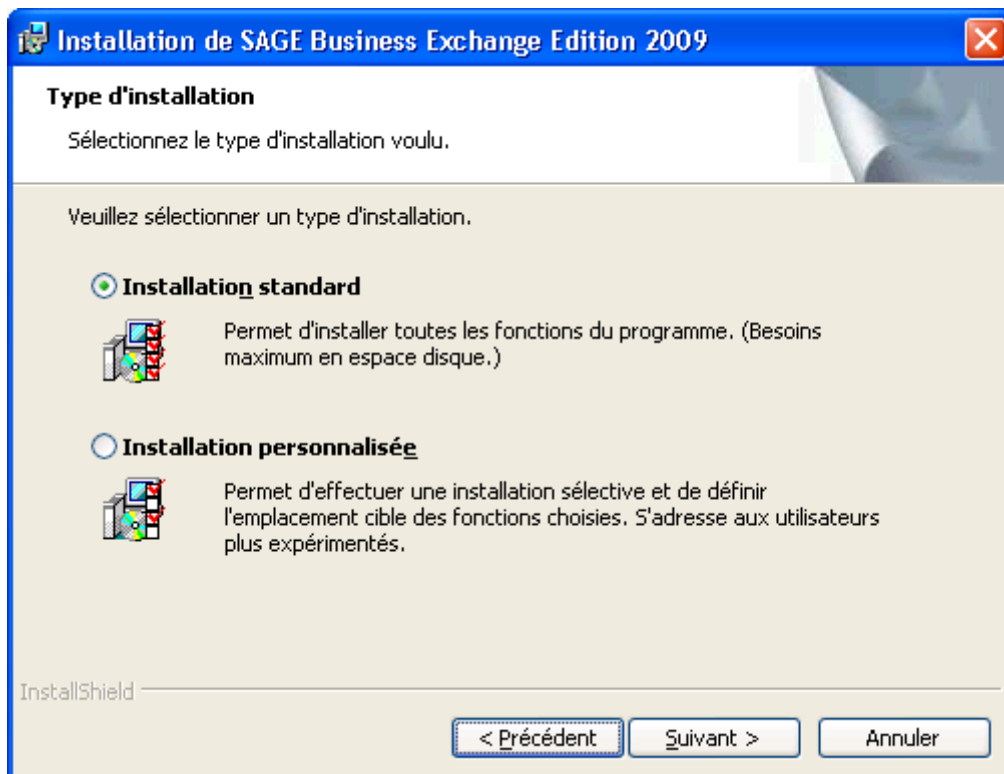 Installation de SAGE Business Exchange Edition 2009
Type d'installation
Sélectionnez le type d'installation voulu.
Veuillez sélectionner un type d'installation.
Installation standard
Permet d'installer toutes les fonctions du programme. (Besoins
maximum en espace disque.)
Installation personnalisée
Permet d'effectuer une installation sélective et de définir
l'emplacement cible des fonctions choisies. S'adresse aux utilisateurs
plus expérimentés.
InstallShield
< Précédent Suivant > Annuler